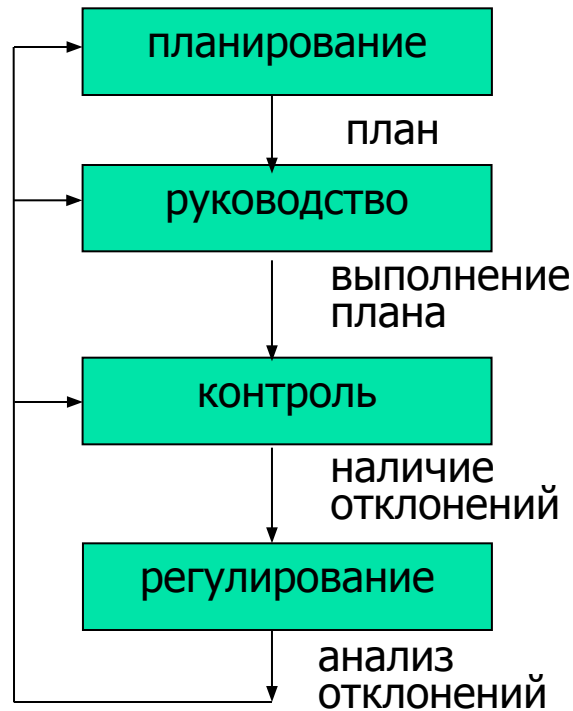 планирование
план
руководство
выполнение
плана
контроль
наличие
отклонений
регулирование
анализ
отклонений